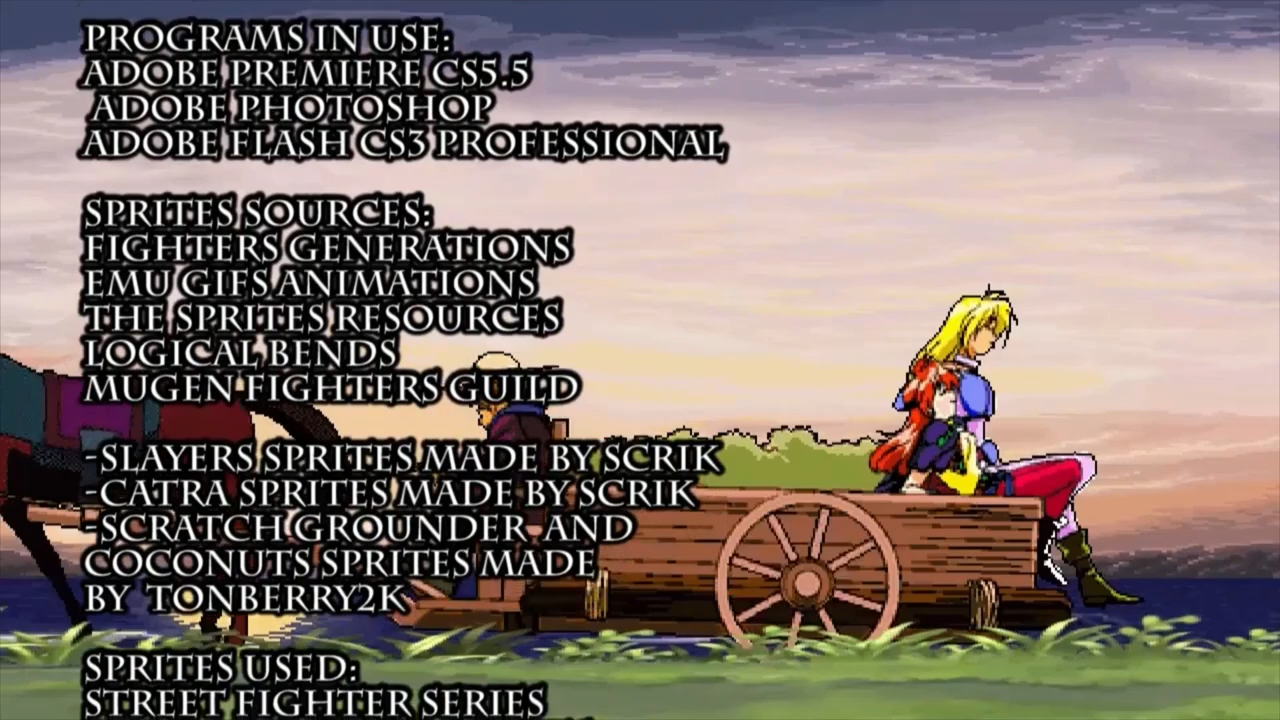 PROGRAMS IN USE:
ADOBE PREMIERE CS5.5
ADOBE PHOTOSHOP
ADOBE FLASH CS3 PROFESSIONAL
SPRITES SOURCES:
FIGHTERS GENERATIONS
EMU GIFS ANIMATIONS
THE SPRITES RESOURCES
LOGICAL BENDS
MUGEN FIGHTERS GUILD
-SLAYERS SPRITES MADE BY SCRIK
-CATRA SPRITES MADE BY SCRIK
-SCRATCH GROUNDER AND
COCONUTS SPRITES MADE
BY TONBERRY2K
SPRITES USED:
STREET FIGHTER SERIES